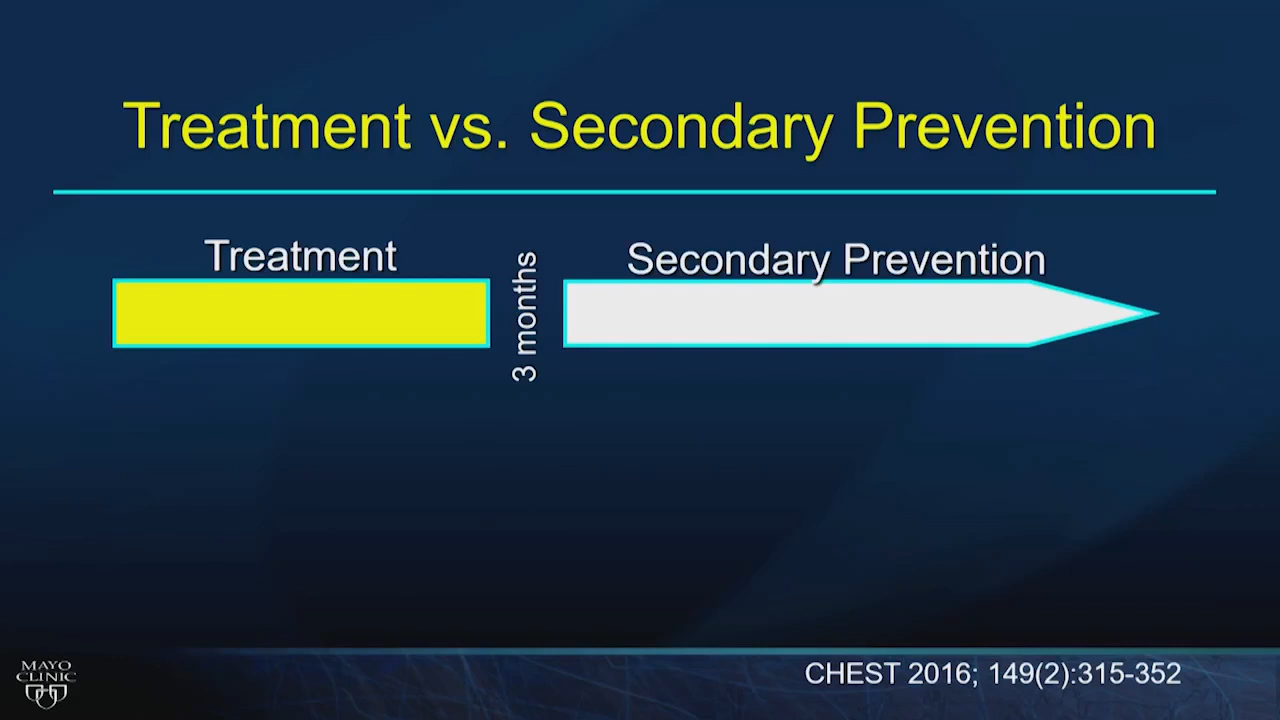 Treatment vs. Secondary Prevention
Treatment
3 months
Secondary Prevention
MAYO
CLINIC
CHEST 2016; 149(2):315-352